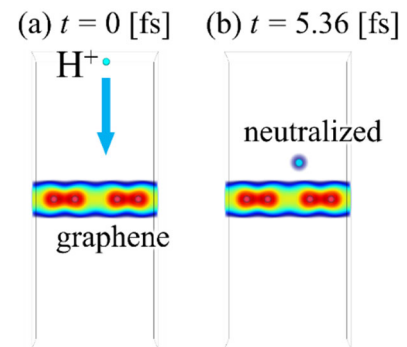 (a) t = 0 [fs]
H+
graphene
(b) t = 5.36 [fs]
neutralized